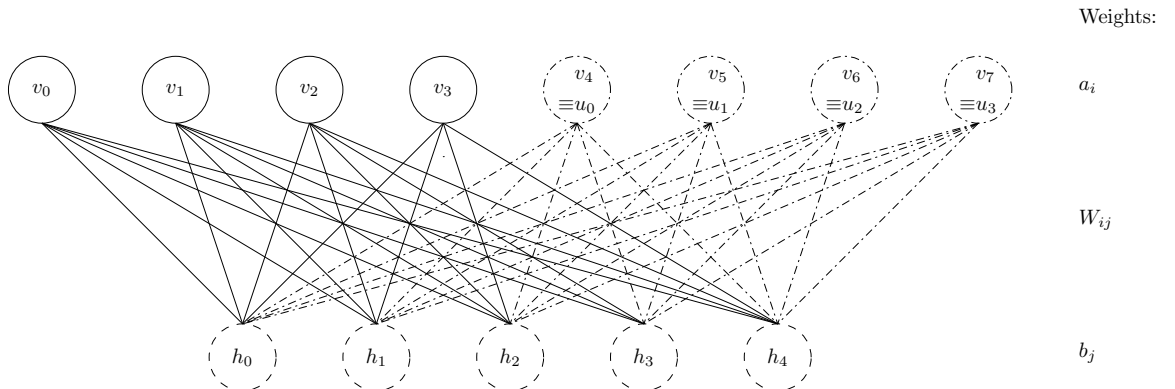 Weights:
v₀ v₁ v₂ v₃ v₄ v₅ v₆ v₇ aᵢ
≡u₀ ≡u₁ ≡u₂ ≡u₃
Wᵢⱼ
h₀ h₁ h₂ h₃ h₄ bⱼ